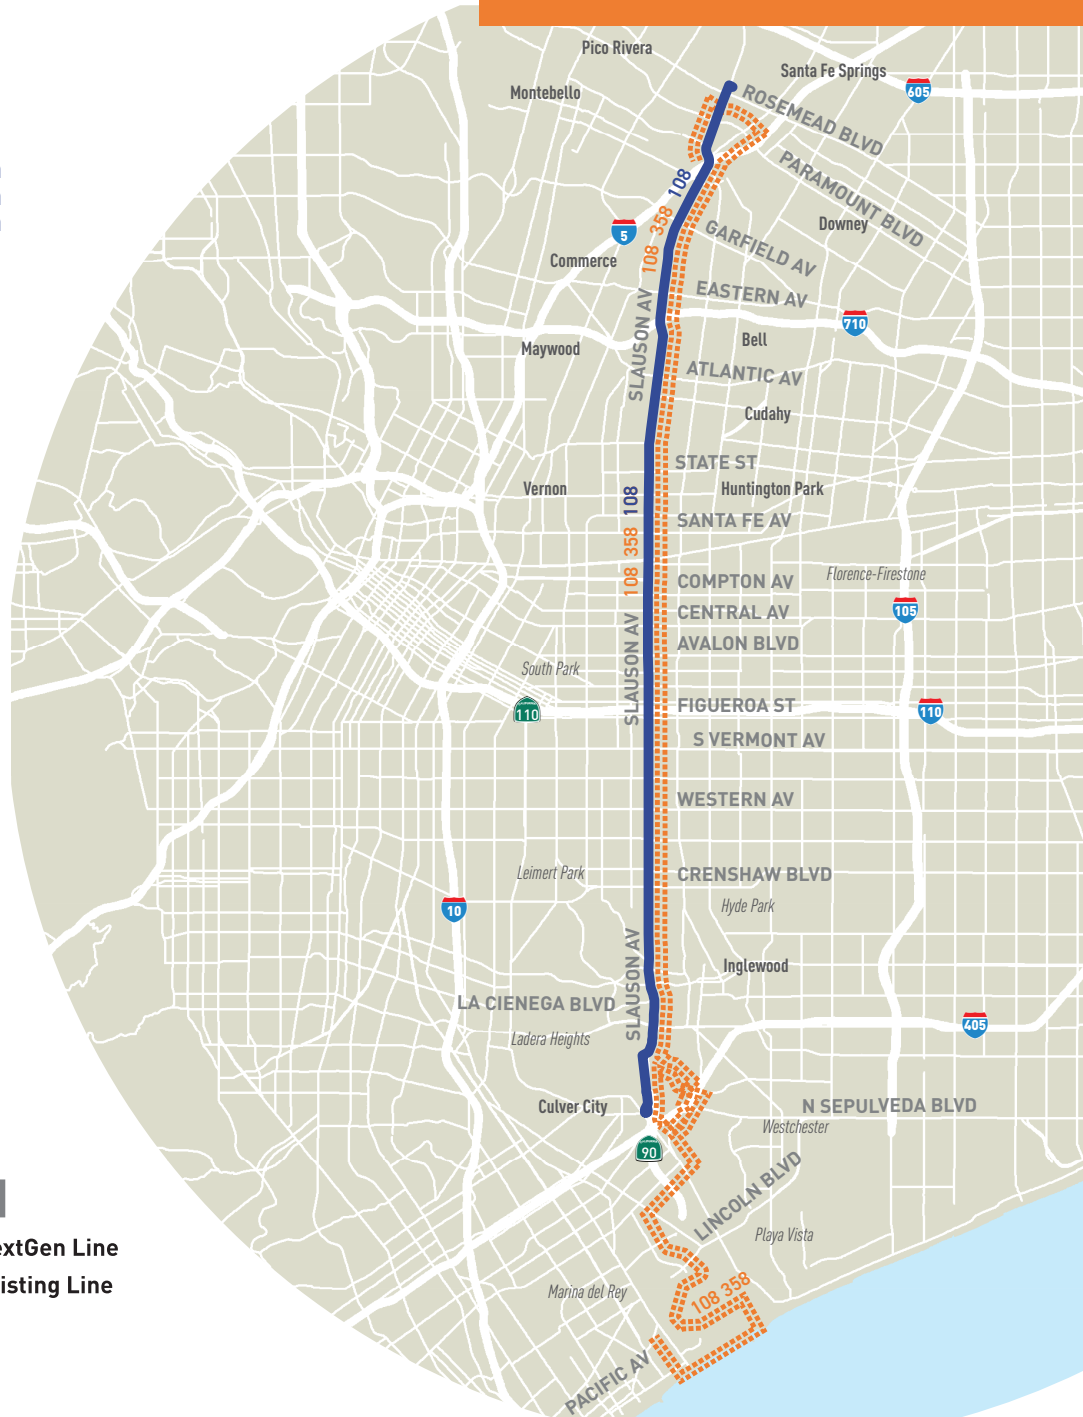 Pico Rivera
Santa Fe Springs
605
Montebello
ROSEMEAD BLVD
PARAMOUNT BLVD
108
108 358
5
Downey
GARFIELD AV
Commerce
EASTERN AV
SLAUSON AV
710
Bell
Maywood
ATLANTIC AV
Cudahy
STATE ST
Vernon
Huntington Park
108 358 108
SANTA FE AV
Florence-Firestone
COMPTON AV
105
CENTRAL AV
AVALON BLVD
SLAUSON AV
South Park
FIGUEROA ST
CALIFORNIA
110
110
S VERMONT AV
WESTERN AV
Leimert Park
CRENSHAW BLVD
Hyde Park
10
Inglewood
SLAUSON AV
LA CIENEGA BLVD
405
Ladera Heights
Culver City
N SEPULVEDA BLVD
Westchester
CALIFORNIA
90
LINCOLN BLVD
Playa Vista
extGen Line
isting Line
Marina del Rey
108 358
PACIFIC AV